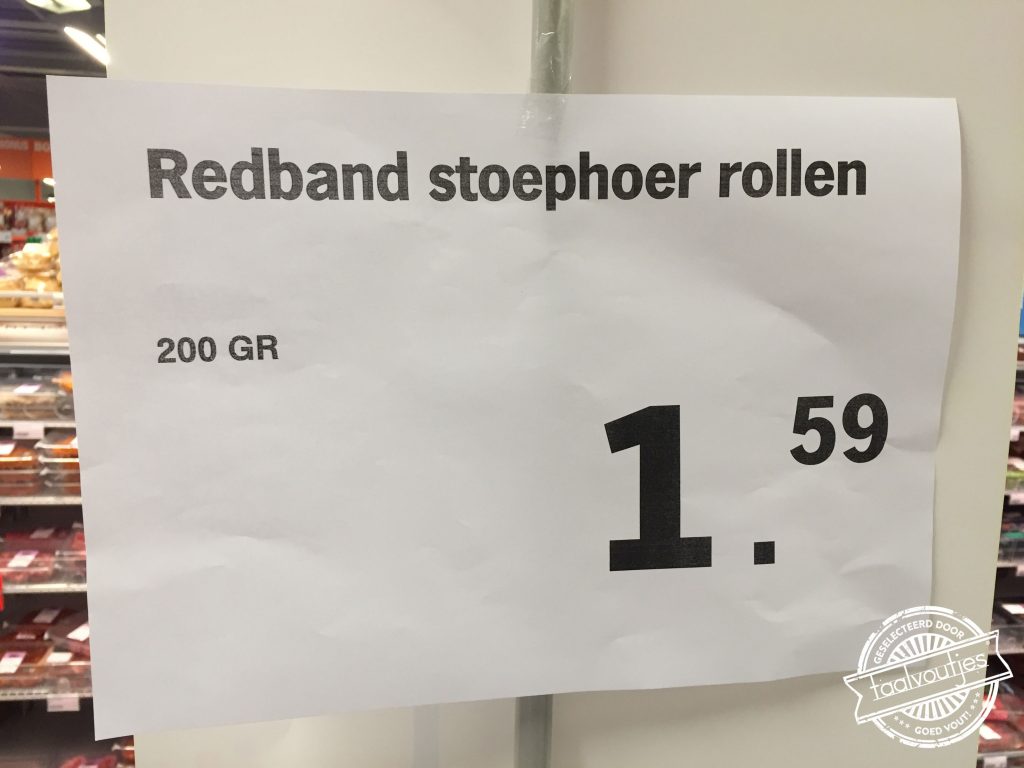 Redband stoephoer rollen
200 GR
1.59
GESELECTEERD DOOR
taalvoutjes
GOED VOUT!